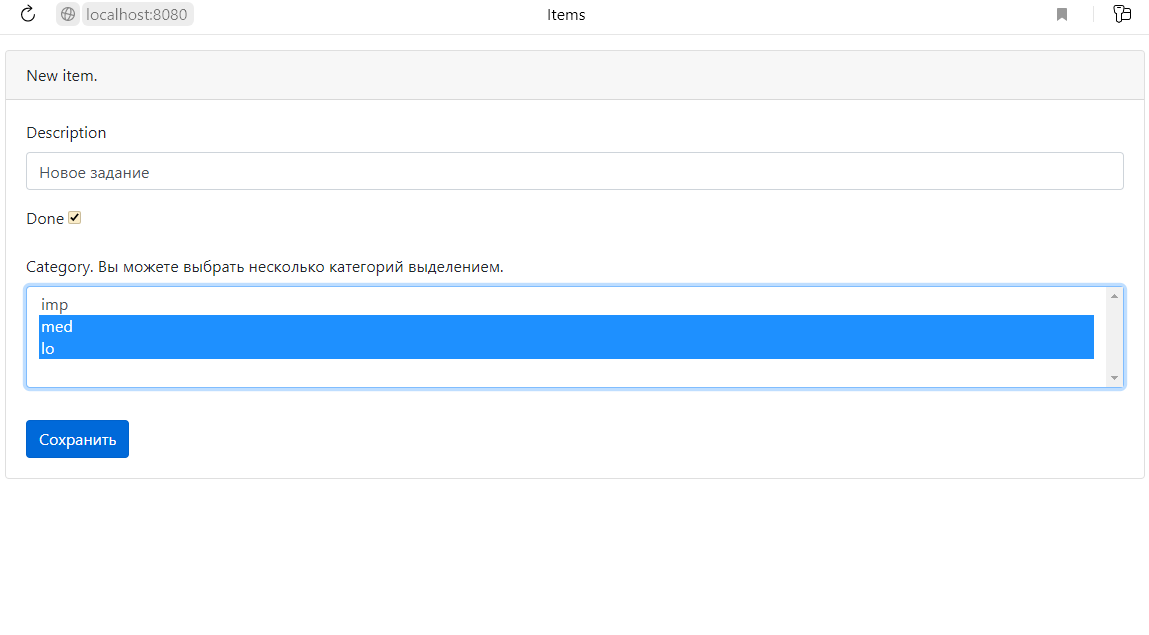 localhost:8080 Items
New item.
Description
Новое задание
Done
Category. Вы можете выбрать несколько категорий выделением.
imp
med
lo
Сохранить